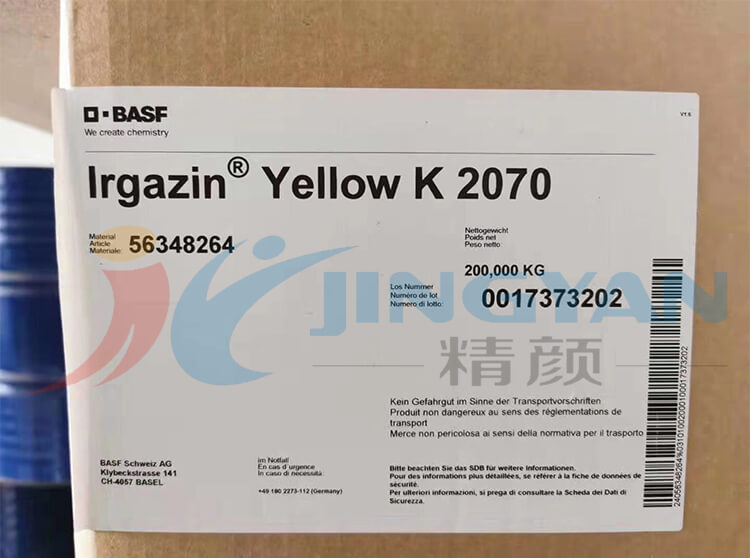 BASF
We create chemistry
V1.5
Irgazin® Yellow K 2070
Material
Article
Materiale:
56348264
Nettogewicht
Poids net
Peso netto:
200,000 KG
Los Nummer
Numéro de lot
Numero di lotto:
0017373202
JINGYAN
精颜
Kein Gefahrgut im Sinne der Transportvorschriften
Produit non dangereux au sens des réglementations de
transport
Merce non pericolosa ai sensi della normativa per il trasporto
BASF Schweiz AG
Klybeckstrasse 141
CH-4057 BASEL
im Notfall
En cas d'urgence
In caso di necessità:
+49 180 2273-112 (Germany)
Bitte beachten Sie das SDB für weitere Informationen.
Pour des informations plus détaillées, se référer à la fiche de données de
sécurité.
Per ulteriori informazioni, si prega di consultare la Scheda dei Dati di
Sicurezza.